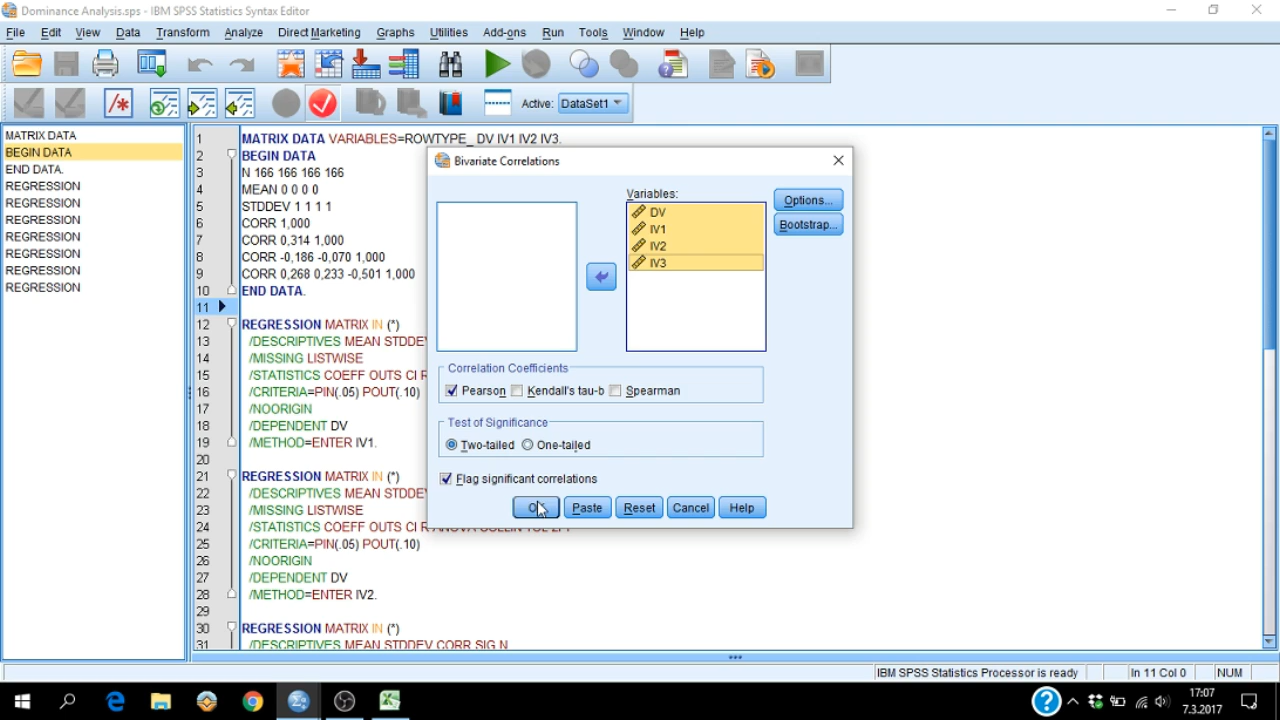 Dominance Analysis.sps - IBM SPSS Statistics Syntax Editor
File Edit View Data Transform Analyze Direct Marketing Graphs Utilities Add-ons Run Tools Window Help
Active: DataSet1
MATRIX DATA
BEGIN DATA
END DATA.
REGRESSION
REGRESSION
REGRESSION
REGRESSION
REGRESSION
REGRESSION
REGRESSION
1 MATRIX DATA VARIABLES=ROWTYPE_ DV IV1 IV2 IV3.
2 BEGIN DATA
3 N 166 166 166 166
4 MEAN 0 0 0 0
5 STDDEV 1 1 1 1
6 CORR 1,000
7 CORR 0,314 1,000
8 CORR -0,186 -0,070 1,000
9 CORR 0,268 0,233 -0,501 1,000
10 END DATA.
11
12 REGRESSION MATRIX IN (*)
13 /DESCRIPTIVES MEAN STDDEV
14 /MISSING LISTWISE
15 /STATISTICS COEFF OUTS CI R
16 /CRITERIA=PIN(.05) POUT(.10)
17 /NOORIGIN
18 /DEPENDENT DV
19 /METHOD=ENTER IV1.
20
21 REGRESSION MATRIX IN (*)
22 /DESCRIPTIVES MEAN STDDEV
23 /MISSING LISTWISE
24 /STATISTICS COEFF OUTS CI R ANOVA COLLIN TOL ZPP
25 /CRITERIA=PIN(.05) POUT(.10)
26 /NOORIGIN
27 /DEPENDENT DV
28 /METHOD=ENTER IV2.
29
30 REGRESSION MATRIX IN (*)
31 /DESCRIPTIVES MEAN STDDEV CORR SIG N
Bivariate Correlations
Variables:
DV
IV1
IV2
IV3
Options...
Bootstrap...
Correlation Coefficients
Pearson Kendall's tau-b Spearman
Test of Significance
Two-tailed One-tailed
Flag significant correlations
OK Paste Reset Cancel Help
IBM SPSS Statistics Processor is ready In 11 Col 0 NUM
17:07
7.3.2017